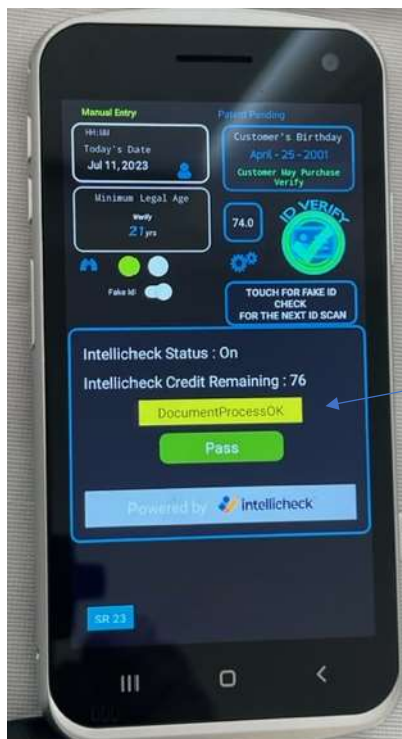 Manual Entry
Patent Pending
HH:MM
Today's Date
Jul 11, 2023
Customer's Birthday
April - 25 - 2001
Customer May Purchase
Verify
Minimum Legal Age
Verify
21 yrs
74.0
ID VERIFY
Fake Id:
TOUCH FOR FAKE ID
CHECK
FOR THE NEXT ID SCAN
Intellicheck Status : On
Intellicheck Credit Remaining : 76
DocumentProcessOK
Pass
Powered by intellicheck
SR 23